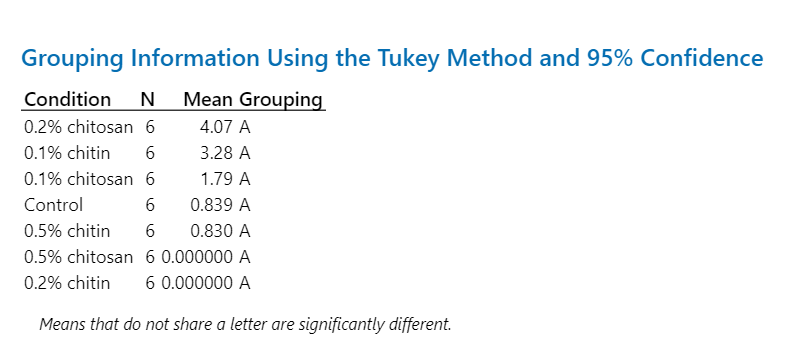 Grouping Information Using the Tukey Method and 95% Confidence
Condition N Mean Grouping
0.2% chitosan 6 4.07 A
0.1% chitin 6 3.28 A
0.1% chitosan 6 1.79 A
Control 6 0.839 A
0.5% chitin 6 0.830 A
0.5% chitosan 6 0.000000 A
0.2% chitin 6 0.000000 A
Means that do not share a letter are significantly different.